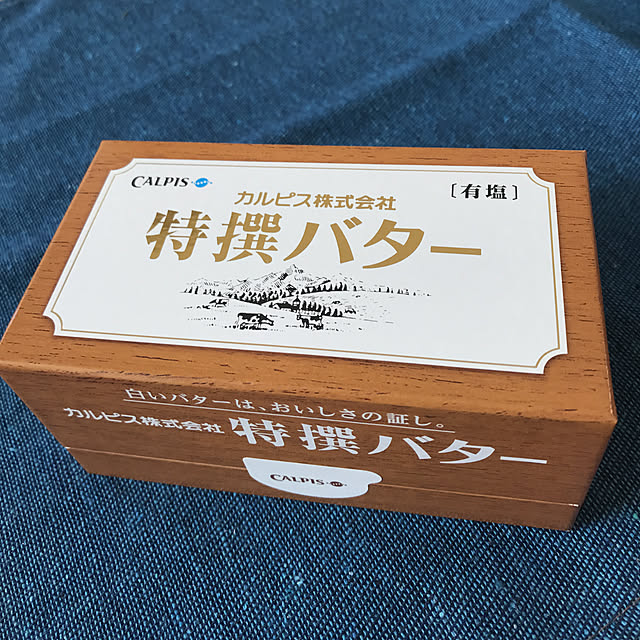 CALPIS
[有塩]
カルピス株式会社
特撰バター
白いバターは、おいしさの証し。
カルピス株式会社 特撰バター
CALPIS